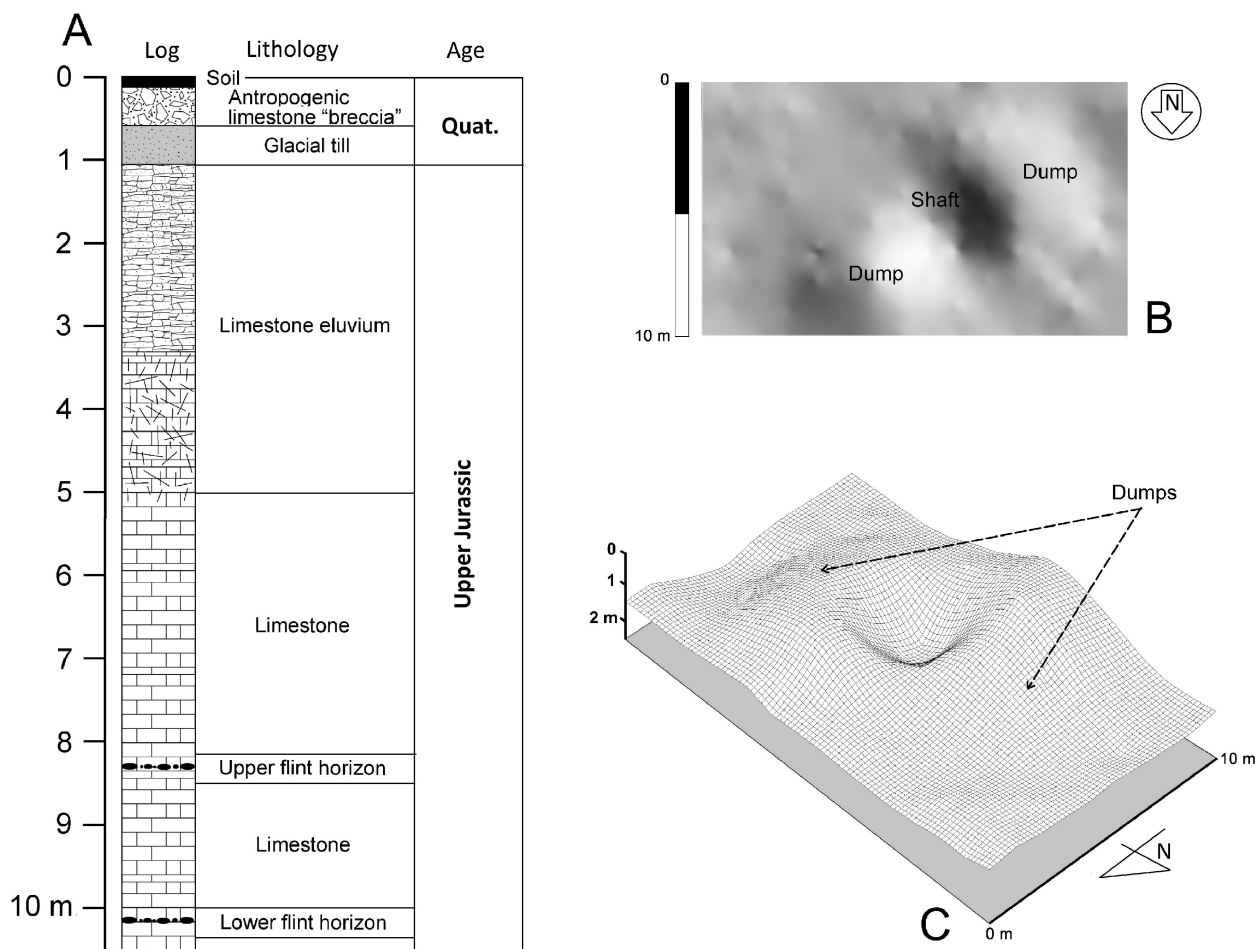 A
Log
Lithology
Age
0
Soil
Antropogenic
limestone “breccia”
Quat.
Glacial till
1
2
3
Limestone eluvium
4
5
Upper Jurassic
6
Limestone
7
8
Upper flint horizon
9
Limestone
10 m
Lower flint horizon
0
10 m
N
Dump
Shaft
Dump
B
Dumps
0
1
2 m
10 m
N
C
0 m